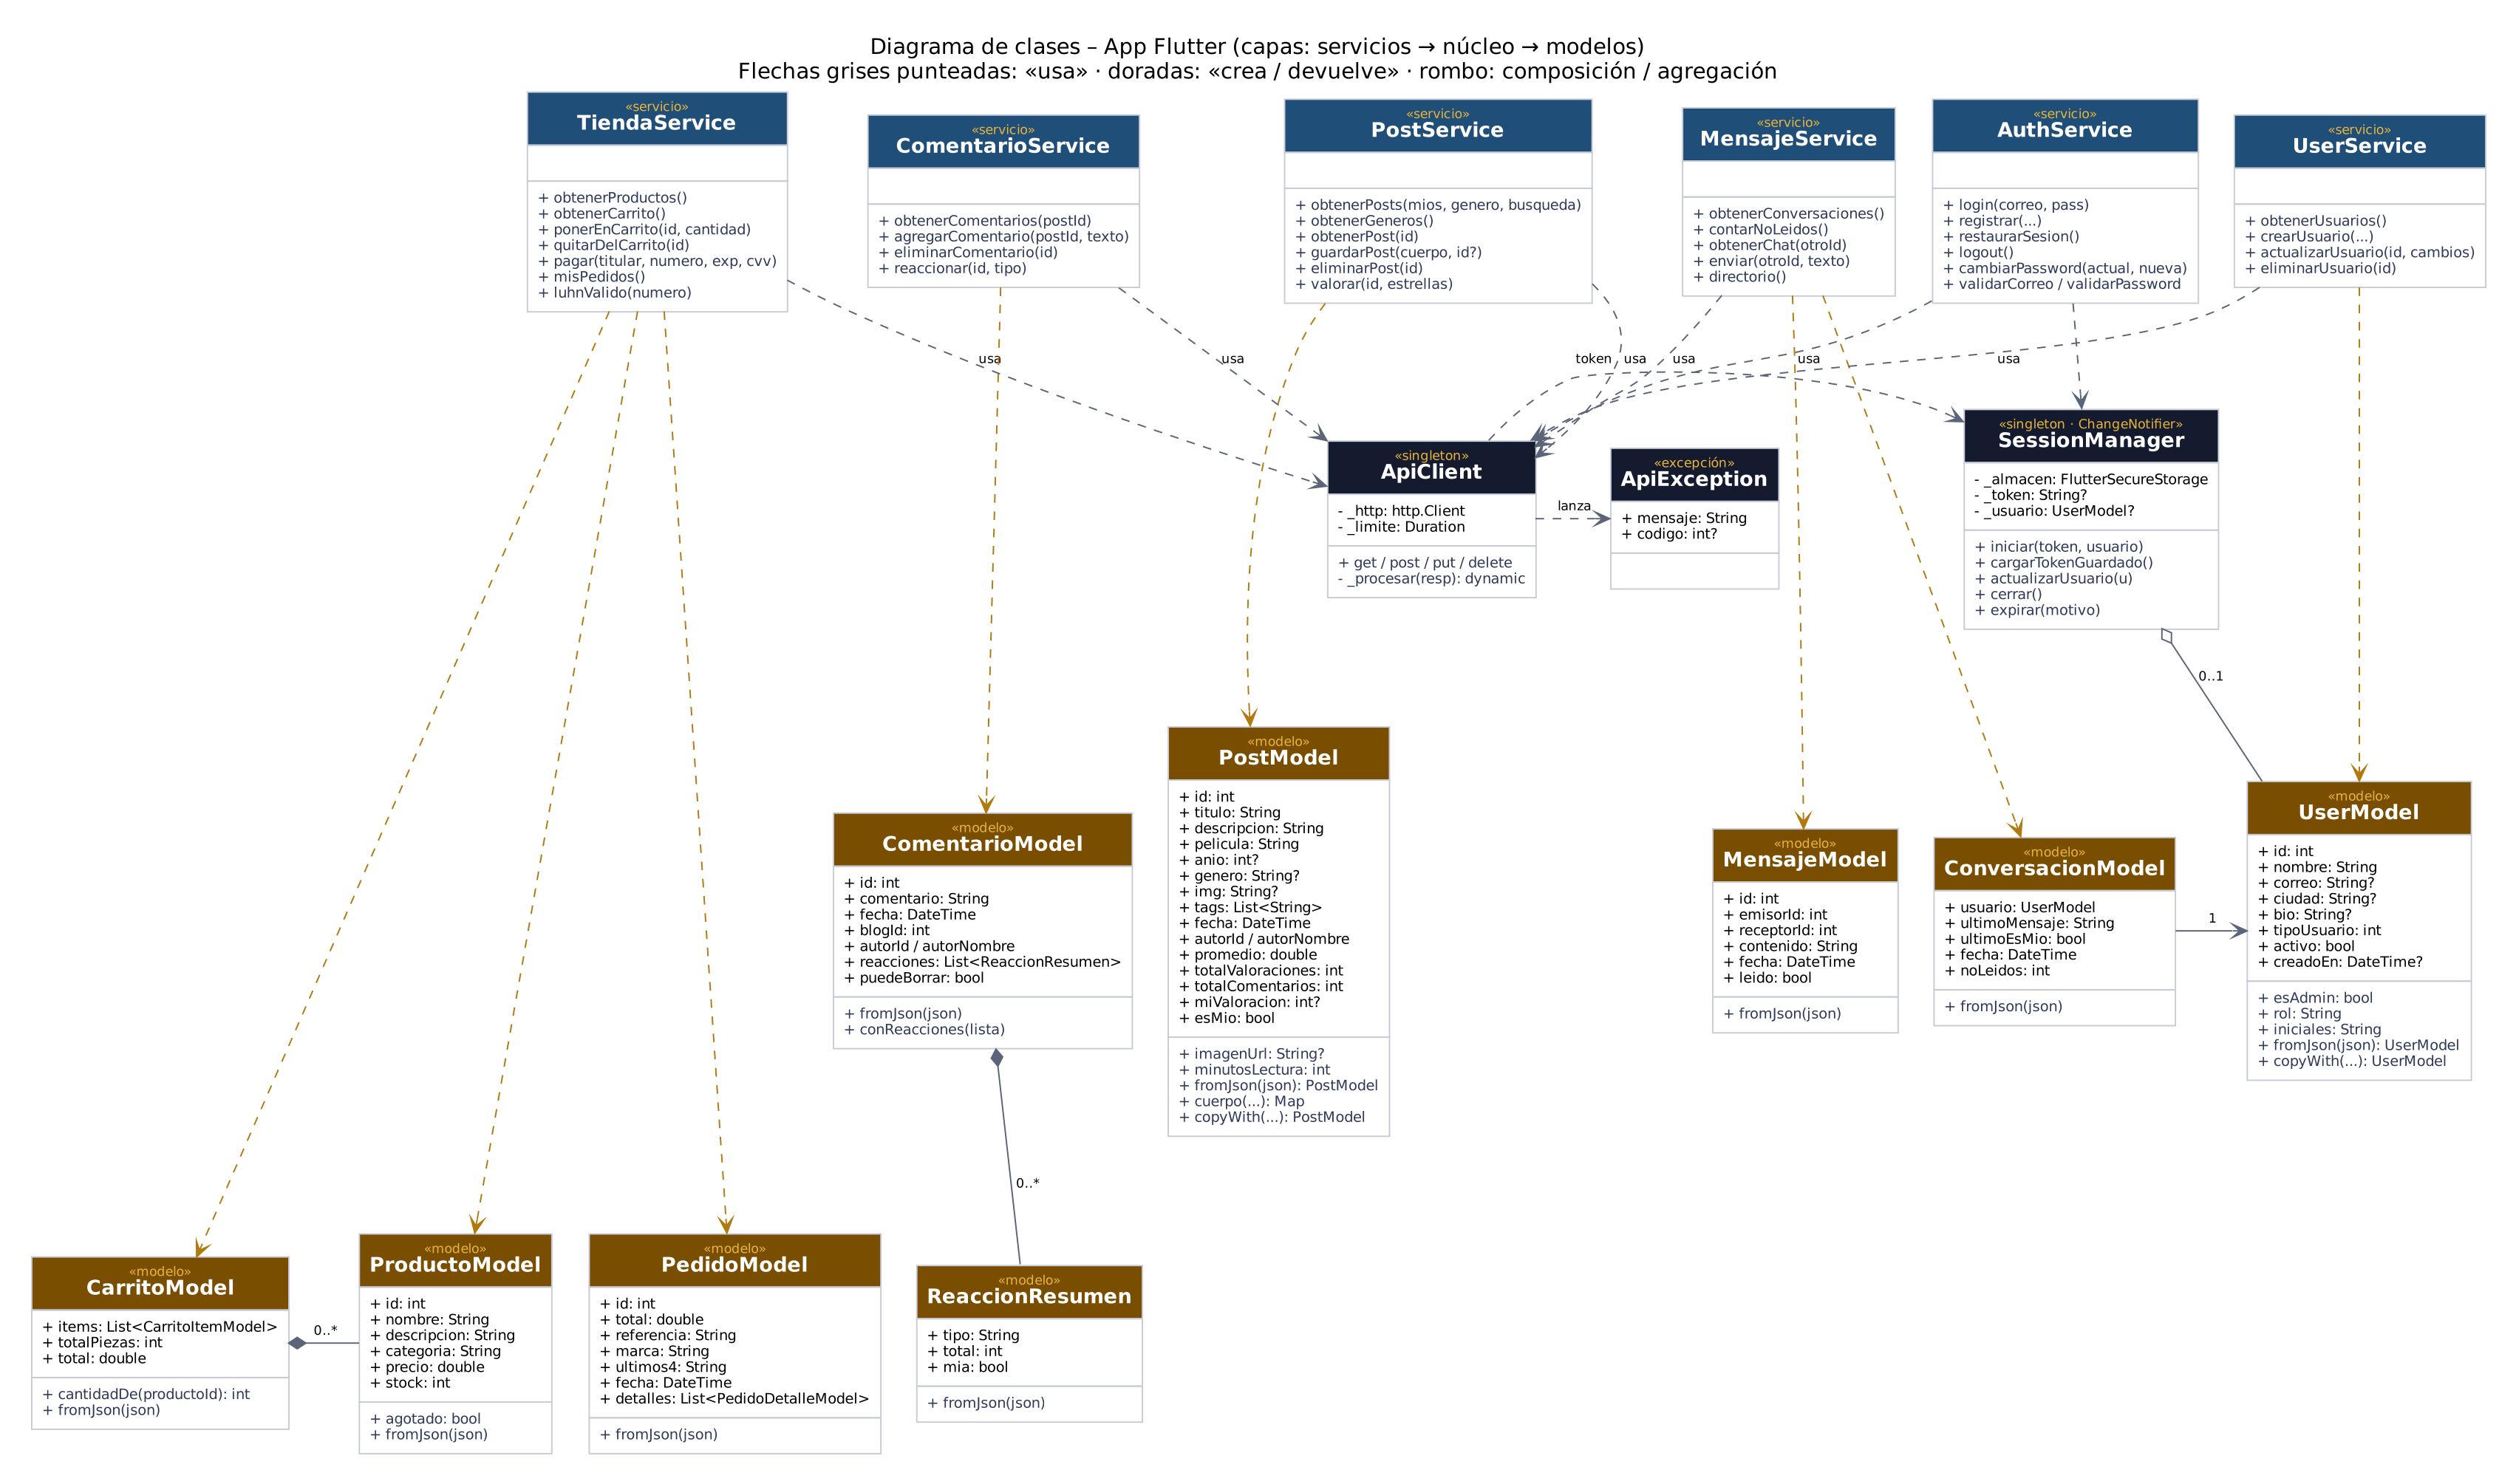 Diagrama de clases – App Flutter (capas: servicios → núcleo → modelos)
Flechas grises punteadas: «usa» · doradas: «crea / devuelve» · rombo: composición / agregación
«servicio»
TiendaService
+ obtenerProductos()
+ obtenerCarrito()
+ ponerEnCarrito(id, cantidad)
+ quitarDelCarrito(id)
+ pagar(titular, numero, exp, cvv)
+ misPedidos()
+ luhnValido(numero)
«servicio»
ComentarioService
+ obtenerComentarios(postId)
+ agregarComentario(postId, texto)
+ eliminarComentario(id)
+ reaccionar(id, tipo)
«servicio»
PostService
+ obtenerPosts(mios, genero, busqueda)
+ obtenerGeneros()
+ obtenerPost(id)
+ guardarPost(cuerpo, id?)
+ eliminarPost(id)
+ valorar(id, estrellas)
«servicio»
MensajeService
+ obtenerConversaciones()
+ contarNoLeidos()
+ obtenerChat(otroId)
+ enviar(otroId, texto)
+ directorio()
«servicio»
AuthService
+ login(correo, pass)
+ registrar(...)
+ restaurarSesion()
+ logout()
+ cambiarPassword(actual, nueva)
+ validarCorreo / validarPassword
«servicio»
UserService
+ obtenerUsuarios()
+ crearUsuario(...)
+ actualizarUsuario(id, cambios)
+ eliminarUsuario(id)
usa
usa
token
usa
usa
usa
usa
«singleton»
ApiClient
- _http: http.Client
- _limite: Duration
+ get / post / put / delete
- _procesar(resp): dynamic
lanza
«excepción»
ApiException
+ mensaje: String
+ codigo: int?
«singleton · ChangeNotifier»
SessionManager
- _almacen: FlutterSecureStorage
- _token: String?
- _usuario: UserModel?
+ iniciar(token, usuario)
+ cargarTokenGuardado()
+ actualizarUsuario(u)
+ cerrar()
+ expirar(motivo)
0..1
«modelo»
PostModel
+ id: int
+ titulo: String
+ descripcion: String
+ pelicula: String
+ anio: int?
+ genero: String?
+ img: String?
+ tags: List<String>
+ fecha: DateTime
+ autorId / autorNombre
+ promedio: double
+ totalValoraciones: int
+ totalComentarios: int
+ miValoracion: int?
+ esMio: bool
+ imagenUrl: String?
+ minutosLectura: int
+ fromJson(json): PostModel
+ cuerpo(...): Map
+ copyWith(...): PostModel
«modelo»
ComentarioModel
+ id: int
+ comentario: String
+ fecha: DateTime
+ blogId: int
+ autorId / autorNombre
+ reacciones: List<ReaccionResumen>
+ puedeBorrar: bool
+ fromJson(json)
+ conReacciones(lista)
«modelo»
MensajeModel
+ id: int
+ emisorId: int
+ receptorId: int
+ contenido: String
+ fecha: DateTime
+ leido: bool
+ fromJson(json)
«modelo»
ConversacionModel
+ usuario: UserModel
+ ultimoMensaje: String
+ ultimoEsMio: bool
+ fecha: DateTime
+ noLeidos: int
+ fromJson(json)
1
«modelo»
UserModel
+ id: int
+ nombre: String
+ correo: String?
+ ciudad: String?
+ bio: String?
+ tipoUsuario: int
+ activo: bool
+ creadoEn: DateTime?
+ esAdmin: bool
+ rol: String
+ iniciales: String
+ fromJson(json): UserModel
+ copyWith(...): UserModel
0..*
«modelo»
CarritoModel
+ items: List<CarritoItemModel>
+ totalPiezas: int
+ total: double
+ cantidadDe(productoId): int
+ fromJson(json)
0..*
«modelo»
ProductoModel
+ id: int
+ nombre: String
+ descripcion: String
+ categoria: String
+ precio: double
+ stock: int
+ agotado: bool
+ fromJson(json)
«modelo»
PedidoModel
+ id: int
+ total: double
+ referencia: String
+ marca: String
+ ultimos4: String
+ fecha: DateTime
+ detalles: List<PedidoDetalleModel>
+ fromJson(json)
«modelo»
ReaccionResumen
+ tipo: String
+ total: int
+ mia: bool
+ fromJson(json)